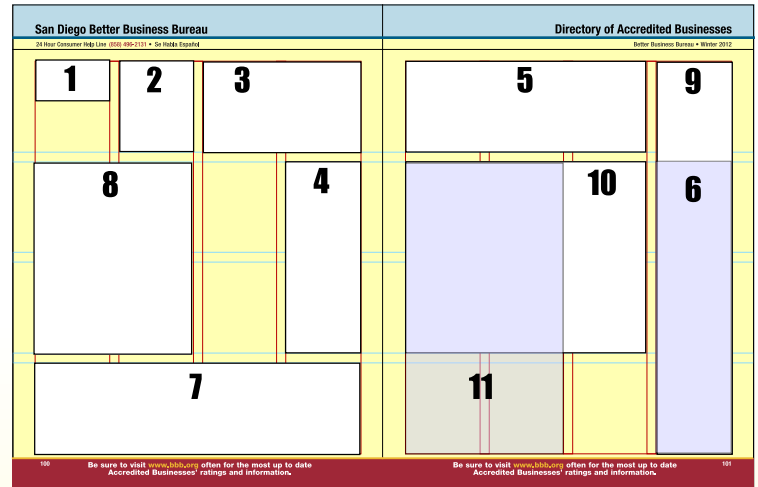 San Diego Better Business Bureau
24 Hour Consumer Help Line (858) 496-2131 • Se Habla Español
1
2
3
8
4
7
100
Be sure to visit www.bbb.org often for the most up to date
Accredited Businesses' ratings and information.
Directory of Accredited Businesses
Better Business Bureau • Winter 2012
5
9
10
6
11
Be sure to visit www.bbb.org often for the most up to date
Accredited Businesses' ratings and information.
101